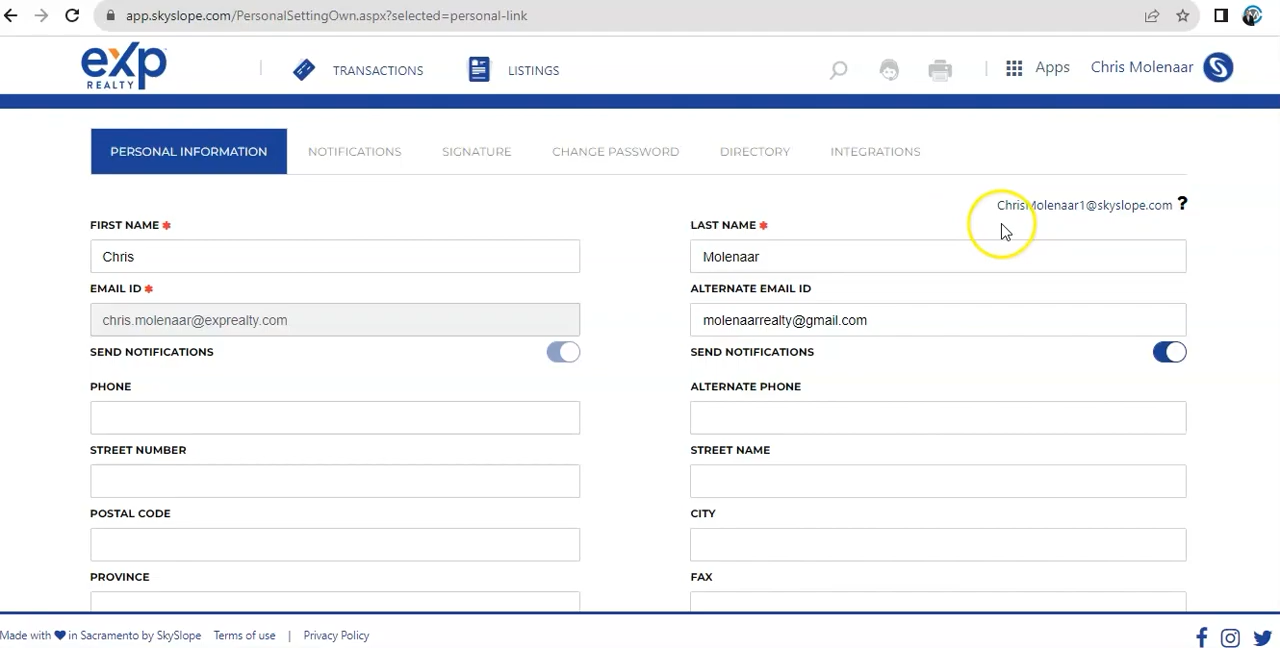 app.skyslope.com/PersonalSettingOwn.aspx?selected=personal-link
eXp
REALTY
TRANSACTIONS
LISTINGS
Apps
Chris Molenaar
PERSONAL INFORMATION
NOTIFICATIONS
SIGNATURE
CHANGE PASSWORD
DIRECTORY
INTEGRATIONS
ChrisMolenaar1@skyslope.com ?
FIRST NAME *
LAST NAME *
Chris
Molenaar
EMAIL ID *
ALTERNATE EMAIL ID
chris.molenaar@exprealty.com
molenaarrealty@gmail.com
SEND NOTIFICATIONS
SEND NOTIFICATIONS
PHONE
ALTERNATE PHONE
STREET NUMBER
STREET NAME
POSTAL CODE
CITY
PROVINCE
FAX
Made with ♥ in Sacramento by SkySlope Terms of use | Privacy Policy